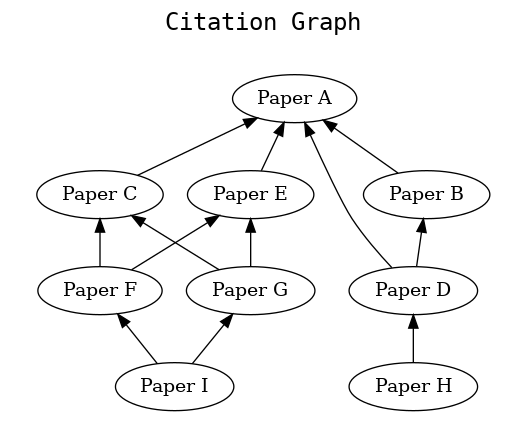 Citation Graph
Paper A
Paper C
Paper E
Paper B
Paper F
Paper G
Paper D
Paper I
Paper H